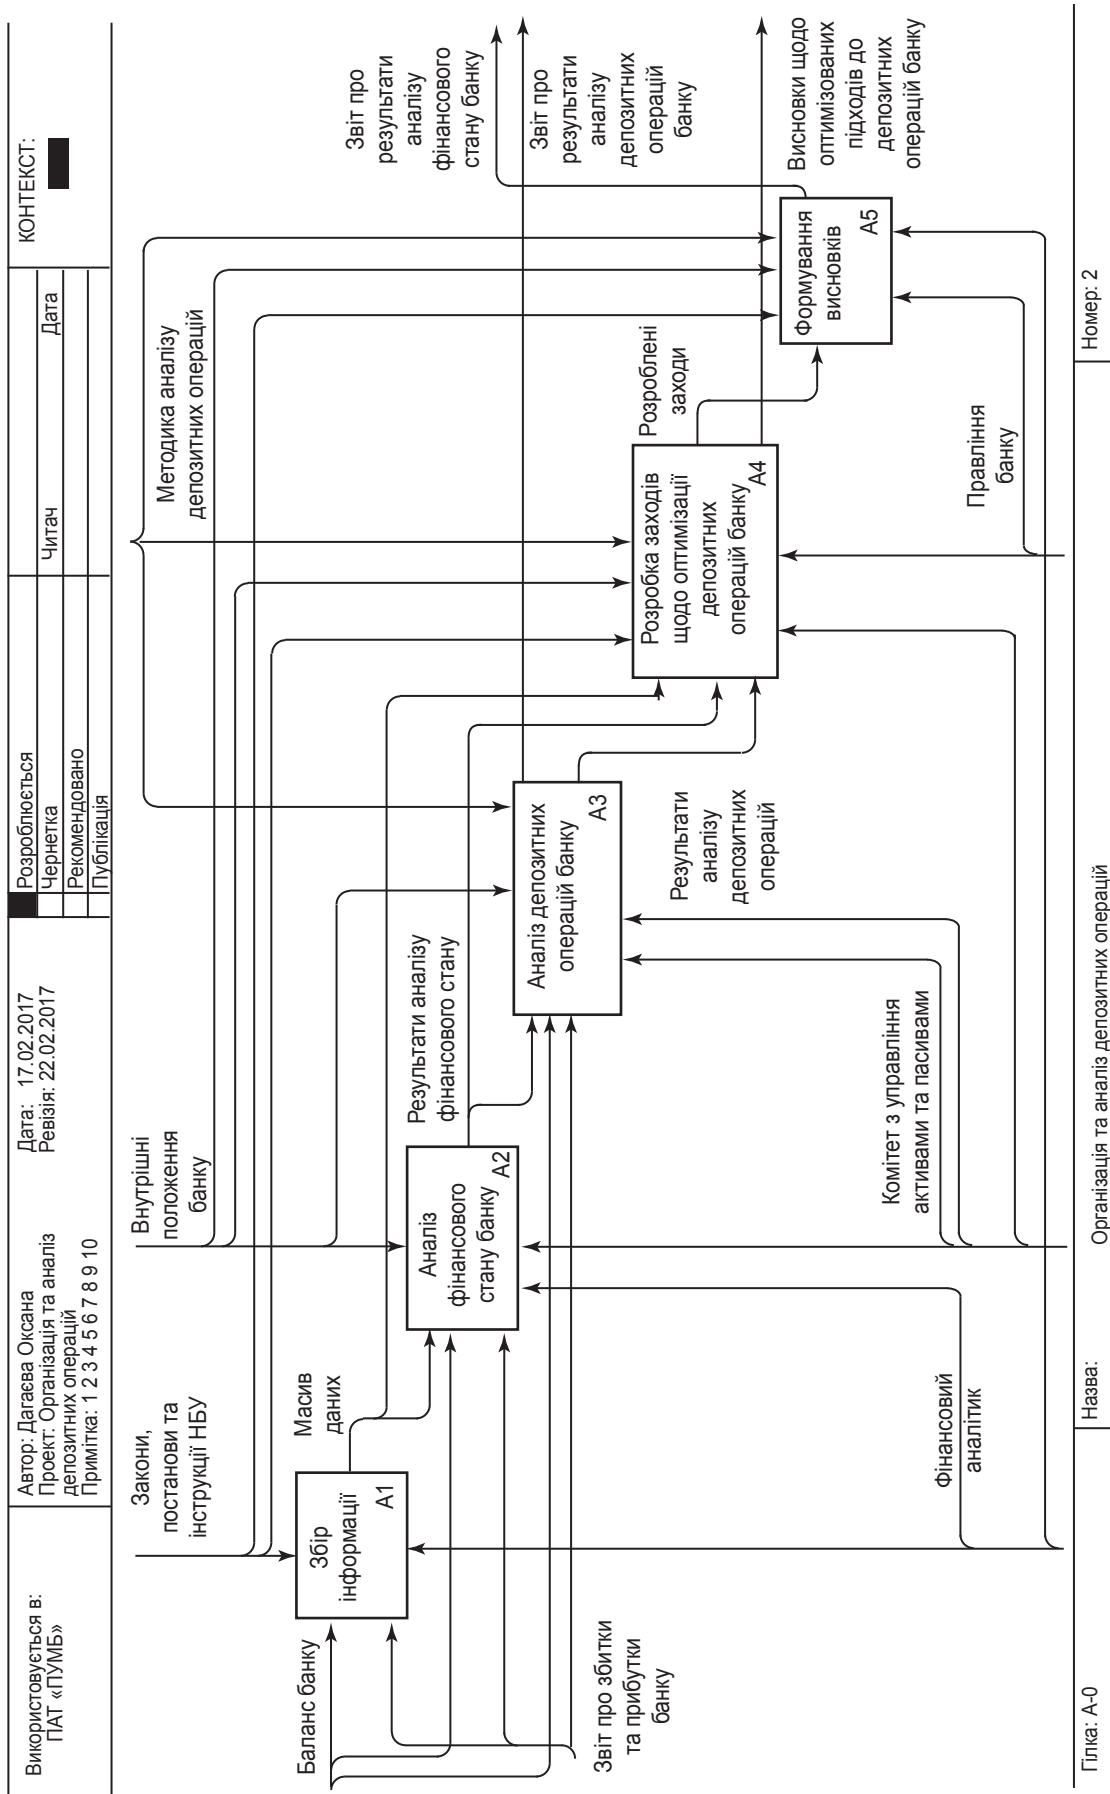 Використовується в:
ПАТ «ПУМБ»
Автор: Дагаєва Оксана
Проект: Організація та аналіз
депозитних операцій
Примітка: 1 2 3 4 5 6 7 8 9 10
Дата: 17.02.2017
Ревізія: 22.02.2017
Розроблюється
Чернетка
Рекомендовано
Публікація
Читач
Дата
КОНТЕКСТ:
Закони,
постанови та
інструкції НБУ
Внутрішні
положення
банку
Методика аналізу
депозитних операцій
Баланс банку
Звіт про збитки
та прибутки
банку
Збір
інформації
А1
Масив
даних
Аналіз
фінансового
стану банку
А2
Результати аналізу
фінансового стану
Аналіз депозитних
операцій банку
А3
Результати
аналізу
депозитних
операцій
Розробка заходів
щодо оптимізації
депозитних
операцій банку
А4
Розроблені
заходи
Формування
висновків
А5
Звіт про
результати
аналізу
фінансового
стану банку
Звіт про
результати
аналізу
депозитних
операцій
банку
Висновки щодо
оптимізованих
підходів до
депозитних
операцій банку
Фінансовий
аналітик
Комітет з управління
активами та пасивами
Правління
банку
Гілка: А-0
Назва:
Організація та аналіз депозитних операцій
Номер: 2